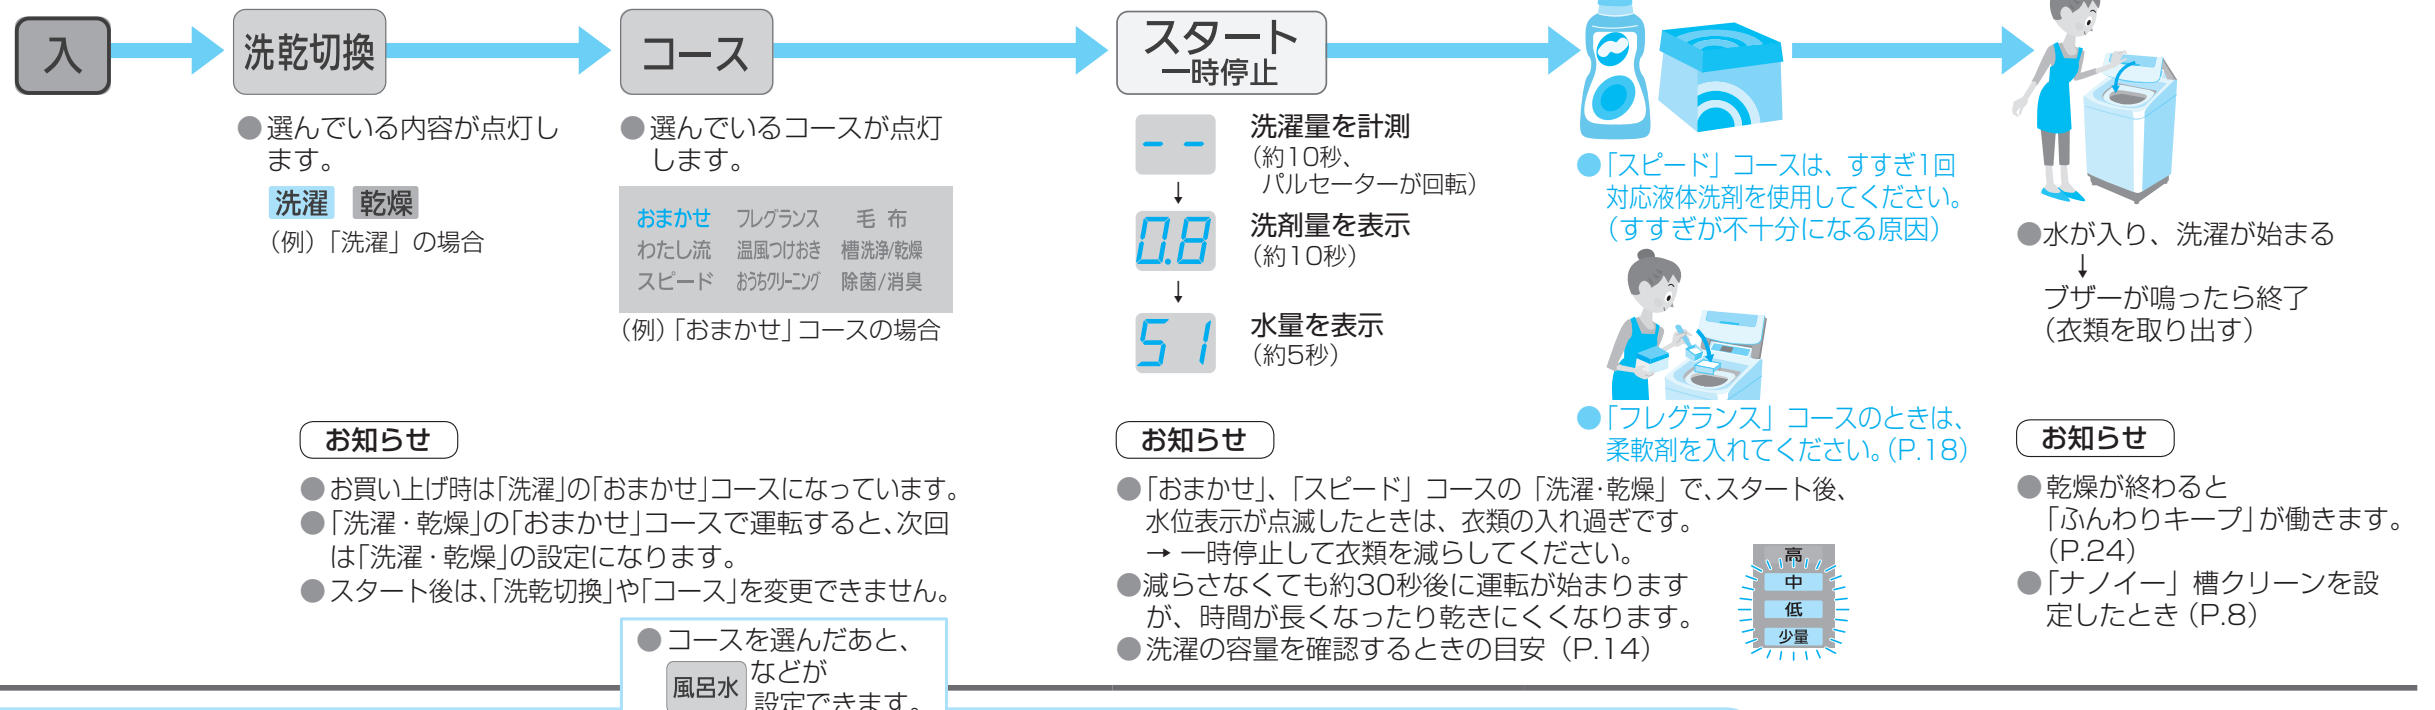 入
洗乾切換
コース
スタート
一時停止
●選んでいる内容が点灯し
ます。
洗濯 乾燥
(例)「洗濯」の場合
●選んでいるコースが点灯
します。
おまかせ フレグランス 毛布
わたし流 温風つけおき 槽洗浄/乾燥
スピード おうちクリーニング 除菌/消臭
(例)「おまかせ」コースの場合
--
洗濯量を計測
(約10秒、
パルセーターが回転)
↓
0.8
洗剤量を表示
(約10秒)
↓
51
水量を表示
(約5秒)
●「スピード」コースは、すすぎ1回
対応液体洗剤を使用してください。
(すすぎが不十分になる原因)
●「フレグランス」コースのときは、
柔軟剤を入れてください。(P.18)
●水が入り、洗濯が始まる
↓
ブザーが鳴ったら終了
(衣類を取り出す)
お知らせ
●お買い上げ時は「洗濯」の「おまかせ」コースになっています。
●「洗濯・乾燥」の「おまかせ」コースで運転すると、次回
は「洗濯・乾燥」の設定になります。
●スタート後は、「洗乾切換」や「コース」を変更できません。
●コースを選んだあと、
風呂水 などが
設定できます。
お知らせ
●「おまかせ」、「スピード」コースの「洗濯・乾燥」で、スタート後、
水位表示が点滅したときは、衣類の入れ過ぎです。
→ 一時停止して衣類を減らしてください。
●減らさなくても約30秒後に運転が始まります
が、時間が長くなったり乾きにくくなります。
●洗濯の容量を確認するときの目安(P.14)
高
中
低
少量
お知らせ
●乾燥が終わると
「ふんわりキープ」が働きます。
(P.24)
●「ナノイー」槽クリーンを設
定したとき(P.8)